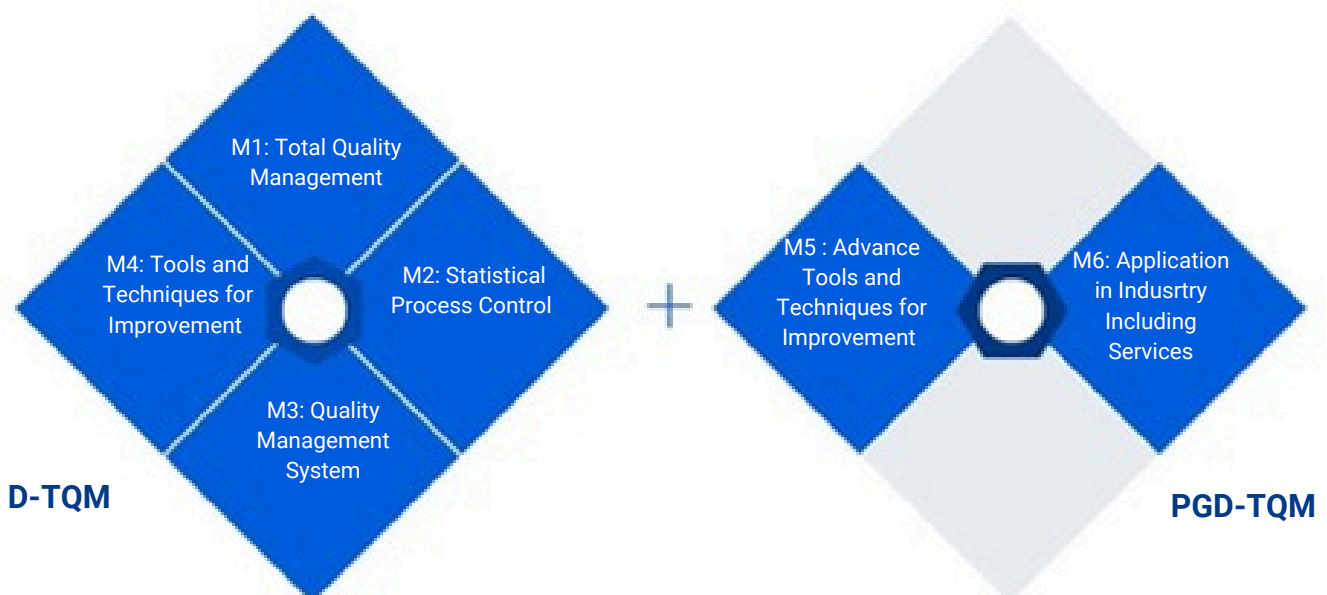 M1: Total Quality
Management
M4: Tools and
Techniques for
Improvement
M2: Statistical
Process Control
M3: Quality
Management
System
D-TQM
+
M5 : Advance
Tools and
Techniques for
Improvement
M6: Application
in Indusrtry
Including
Services
PGD-TQM